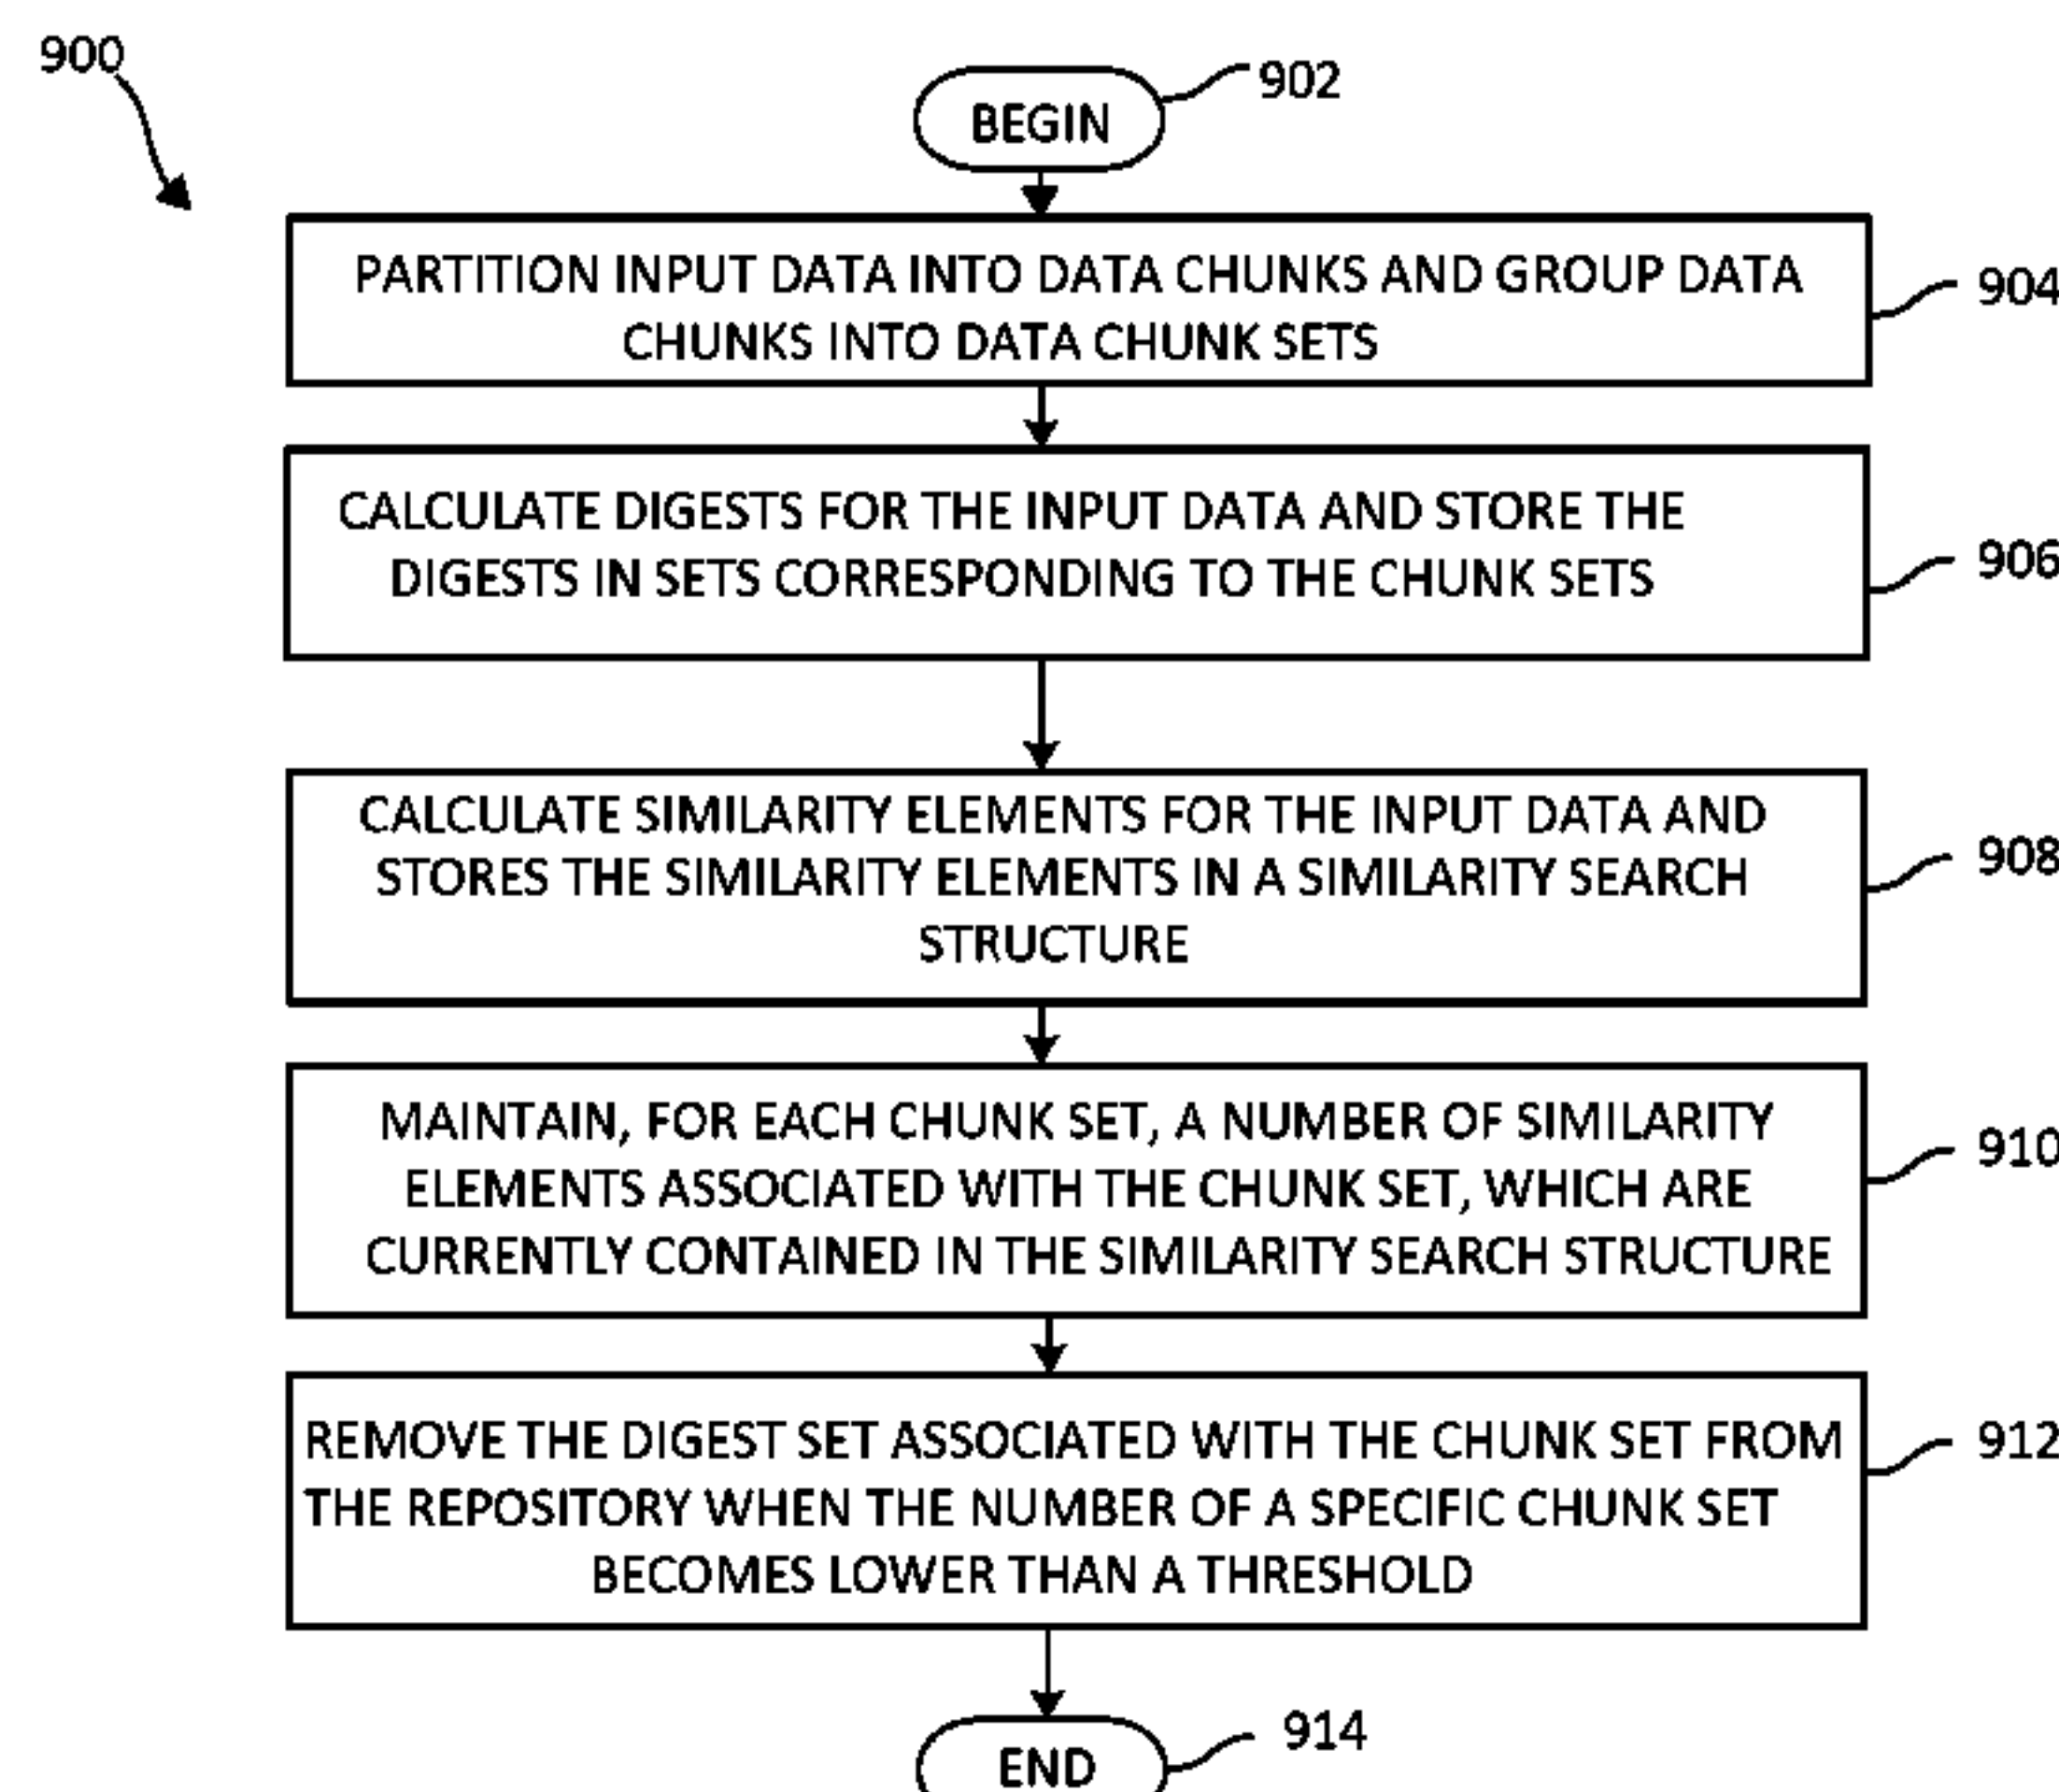 900
BEGIN
902
PARTITION INPUT DATA INTO DATA CHUNKS AND GROUP DATA
CHUNKS INTO DATA CHUNK SETS
904
CALCULATE DIGESTS FOR THE INPUT DATA AND STORE THE
DIGESTS IN SETS CORRESPONDING TO THE CHUNK SETS
906
CALCULATE SIMILARITY ELEMENTS FOR THE INPUT DATA AND
STORES THE SIMILARITY ELEMENTS IN A SIMILARITY SEARCH
STRUCTURE
908
MAINTAIN, FOR EACH CHUNK SET, A NUMBER OF SIMILARITY
ELEMENTS ASSOCIATED WITH THE CHUNK SET, WHICH ARE
CURRENTLY CONTAINED IN THE SIMILARITY SEARCH STRUCTURE
910
REMOVE THE DIGEST SET ASSOCIATED WITH THE CHUNK SET FROM
THE REPOSITORY WHEN THE NUMBER OF A SPECIFIC CHUNK SET
BECOMES LOWER THAN A THRESHOLD
912
END
914